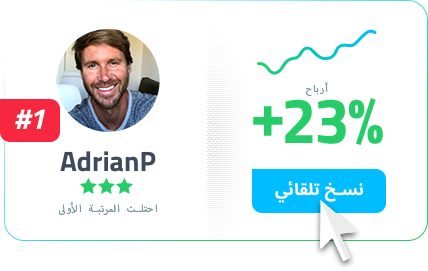 #1
AdrianP
احتلت المرتبة الأولى
أرباح
+23%
نسخ تلقائي